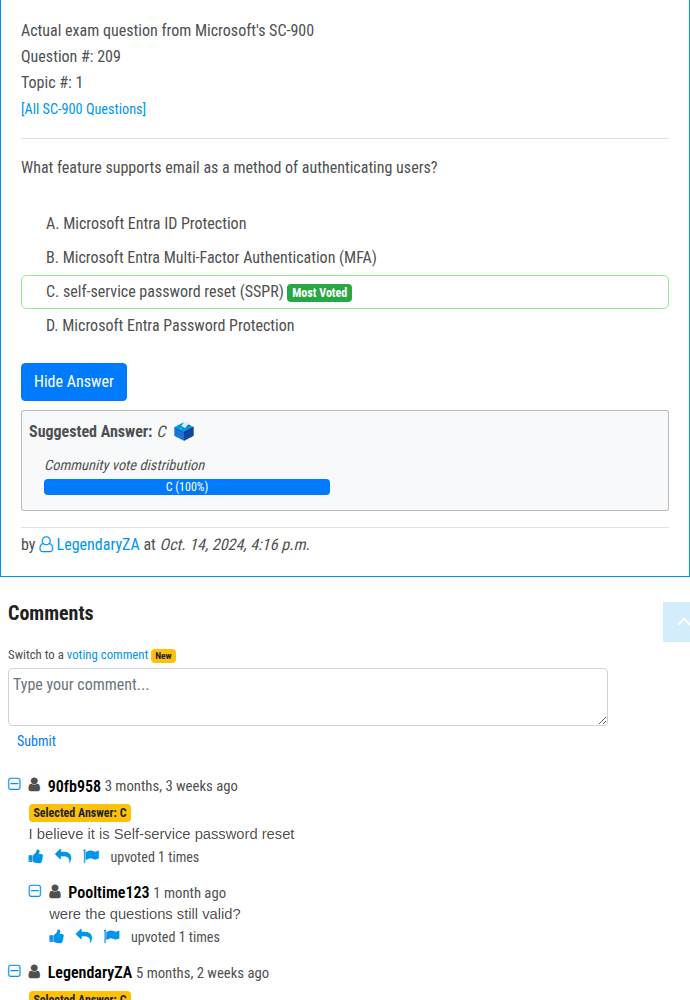 Actual exam question from Microsoft's SC-900
Question #: 209
Topic #: 1
[All SC-900 Questions]
What feature supports email as a method of authenticating users?
A. Microsoft Entra ID Protection
B. Microsoft Entra Multi-Factor Authentication (MFA)
C. self-service password reset (SSPR) Most Voted
D. Microsoft Entra Password Protection
Hide Answer
Suggested Answer: C
Community vote distribution
C (100%)
by LegendaryZA at Oct. 14, 2024, 4:16 p.m.
Comments
Switch to a voting comment New
Type your comment...
Submit
90fb958 3 months, 3 weeks ago
Selected Answer: C
I believe it is Self-service password reset
upvoted 1 times
Pooltime123 1 month ago
were the questions still valid?
upvoted 1 times
LegendaryZA 5 months, 2 weeks ago
Selected Answer: C